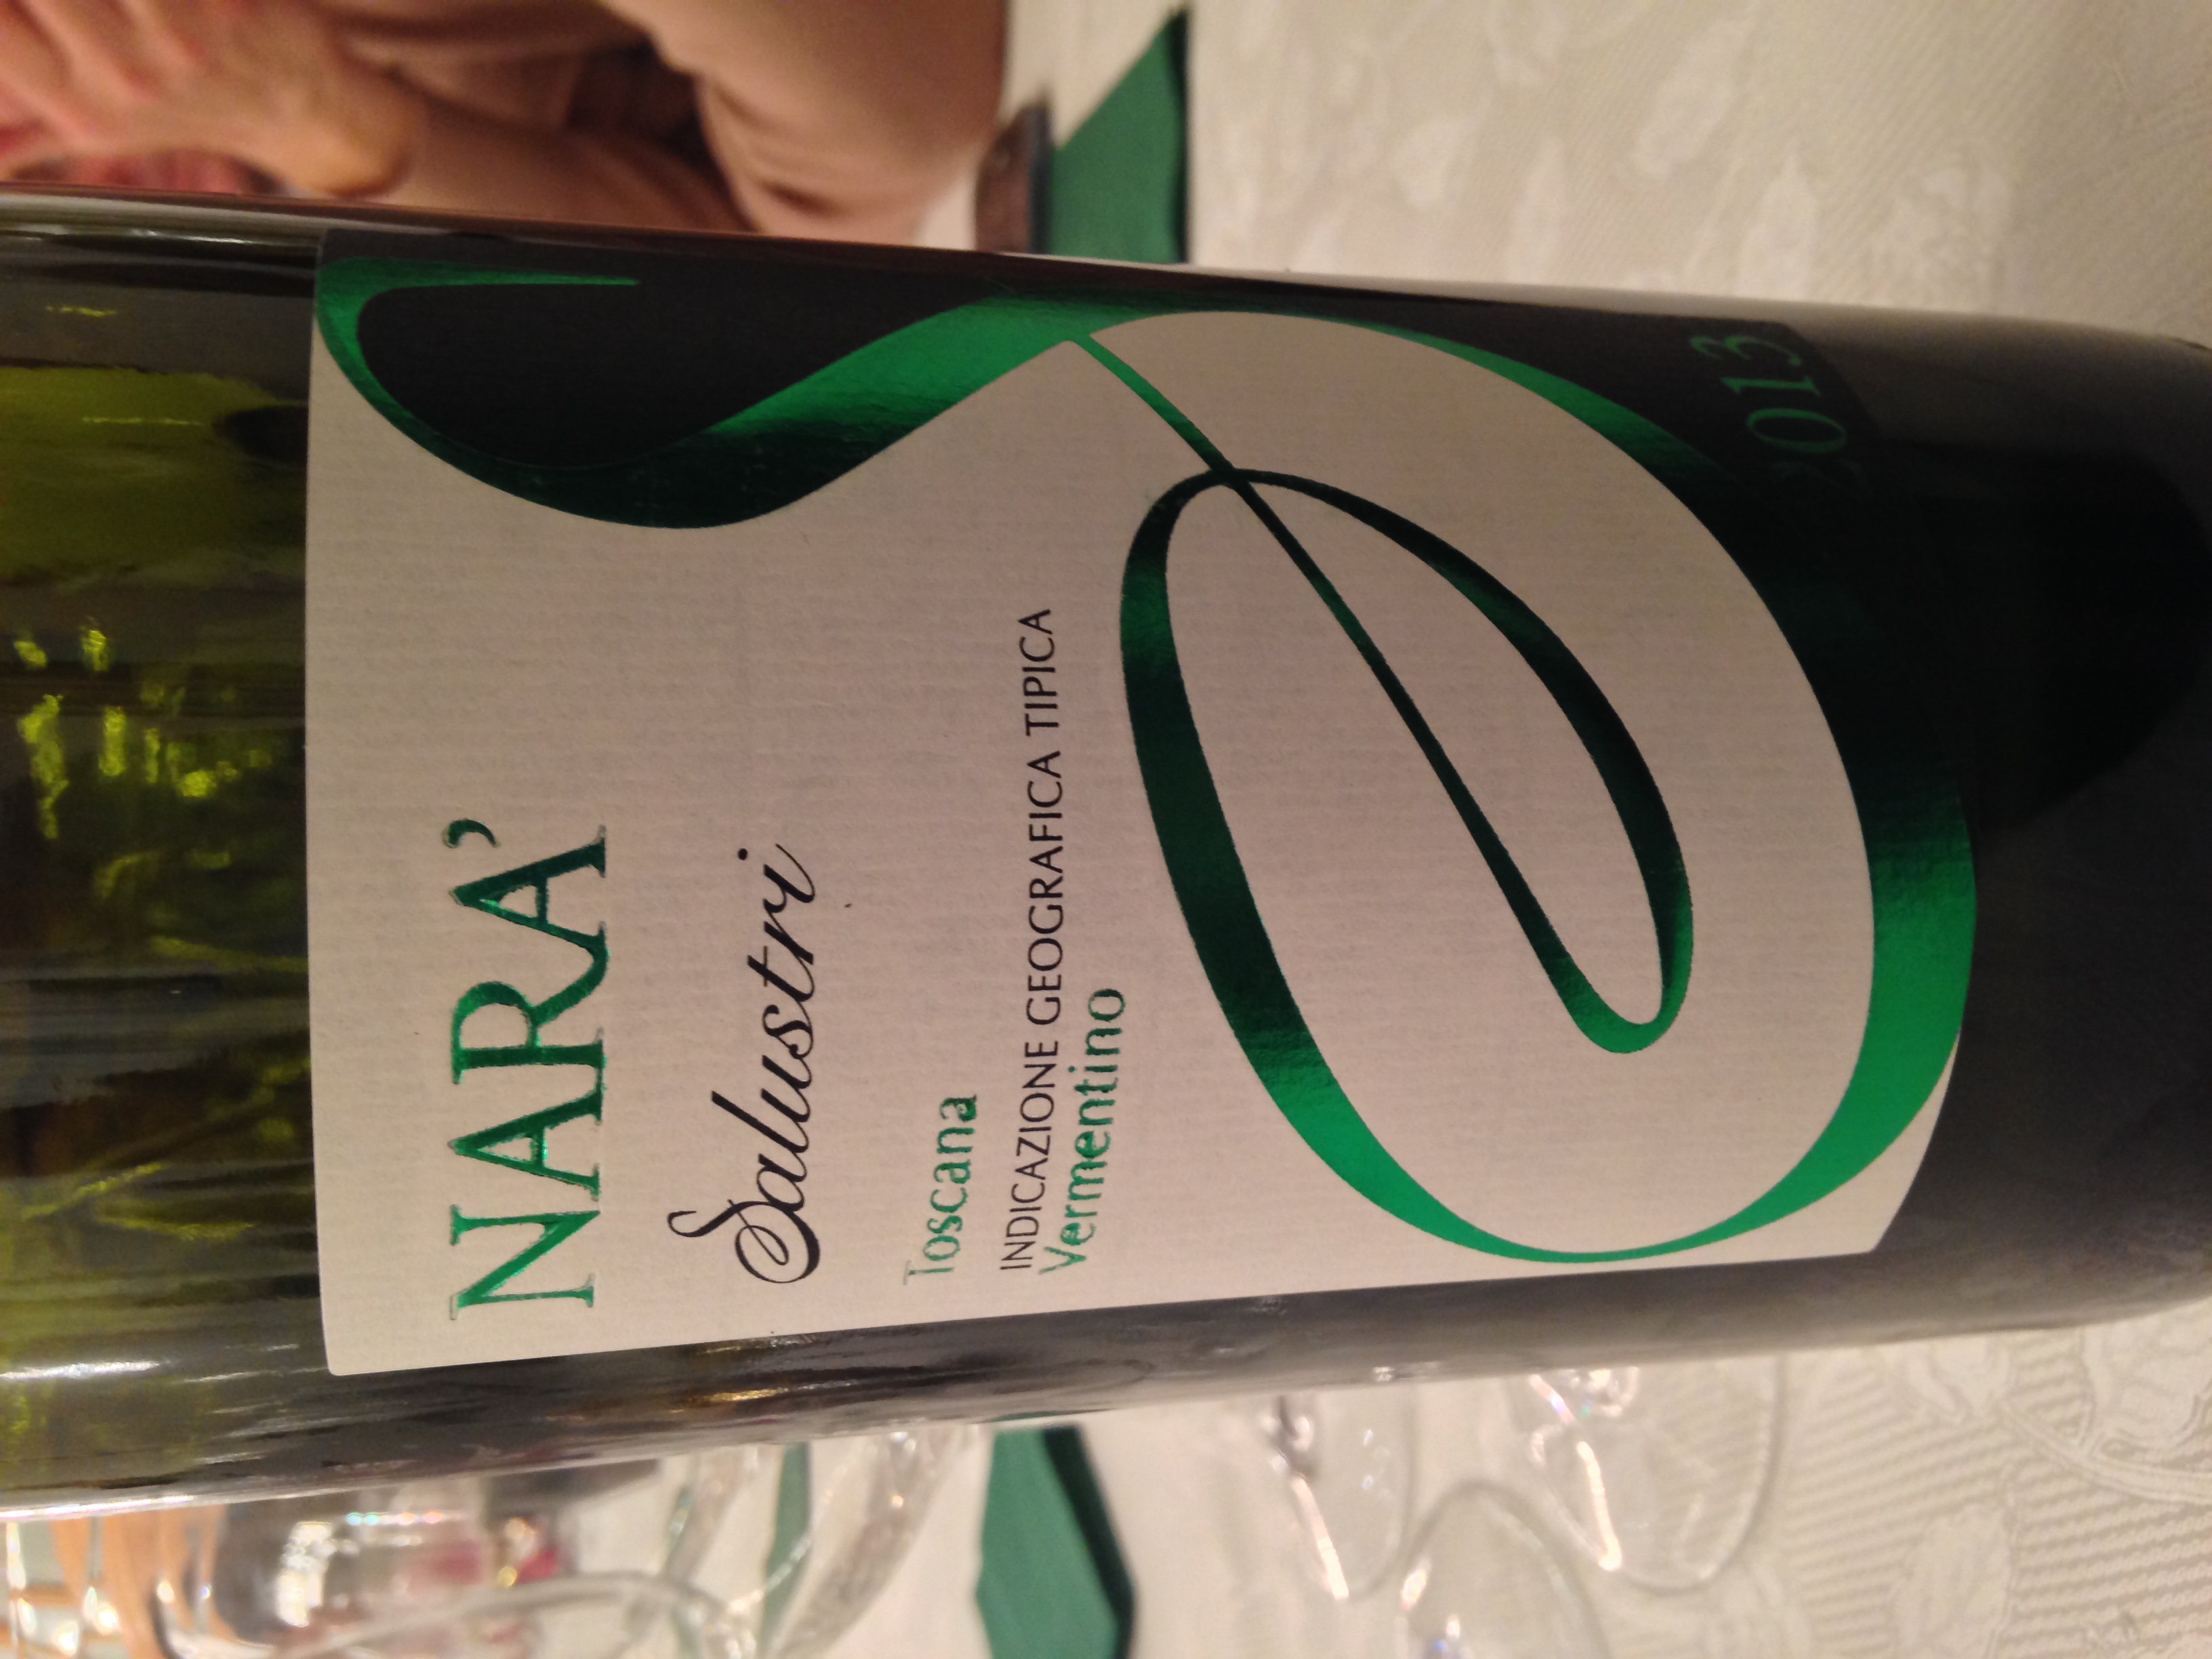 NARA'
Salustri
Toscana
INDICAZIONE GEOGRAFICA TIPICA
Vermentino
2013